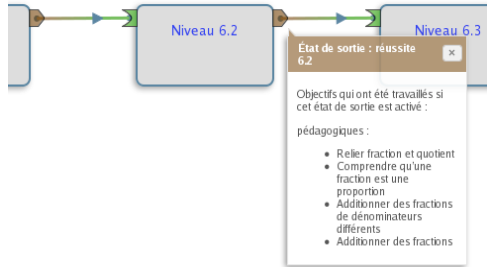 Niveau 6.2
Niveau 6.3
État de sortie : réussite
6.2
×
Objectifs qui ont été travaillés si
cet état de sortie est activé :
pédagogiques :
• Relier fraction et quotient
• Comprendre qu'une
fraction est une
proportion
• Additionner des fractions
de dénominateurs
différents
• Additionner des fractions